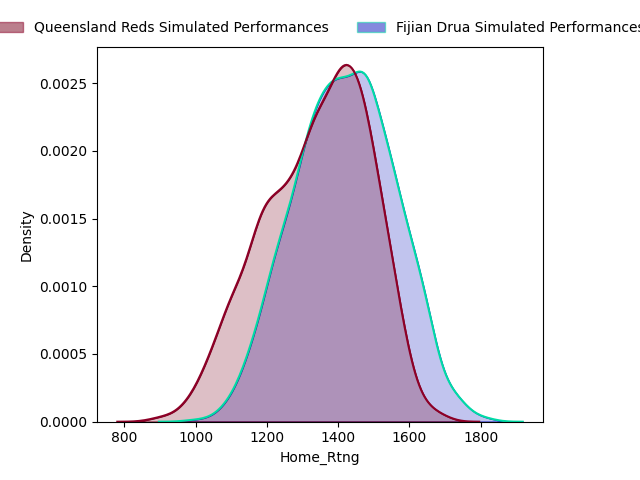 Queensland Reds Simulated Performances
Fijian Drua Simulated Performances
0.0025
0.0020
0.0015
0.0010
0.0005
0.0000
Density
800 1000 1200 1400 1600 1800
Home_Rtng